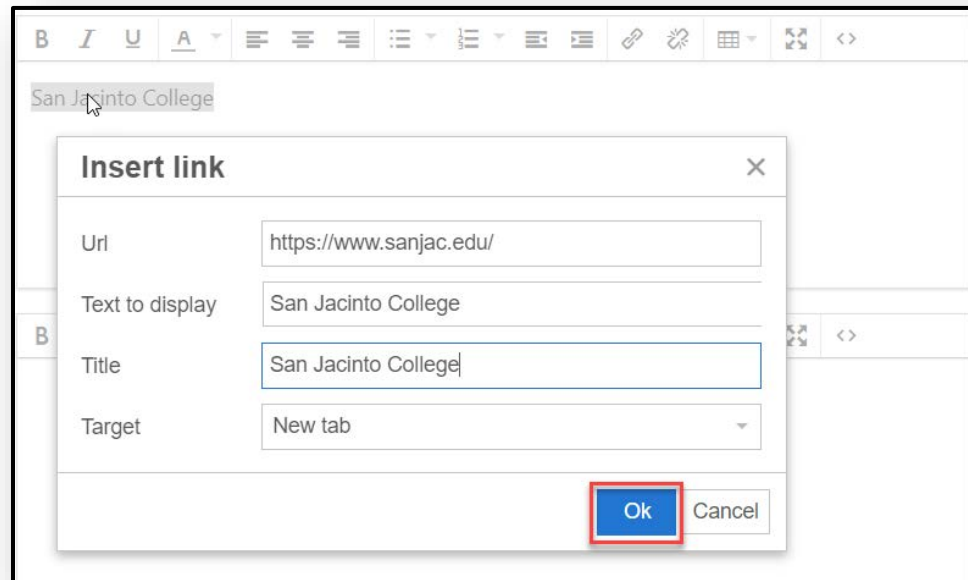 B I U A
San Jacinto College
Insert link
Url https://www.sanjac.edu/
Text to display San Jacinto College
B
Title San Jacinto College
Target New tab
Ok Cancel